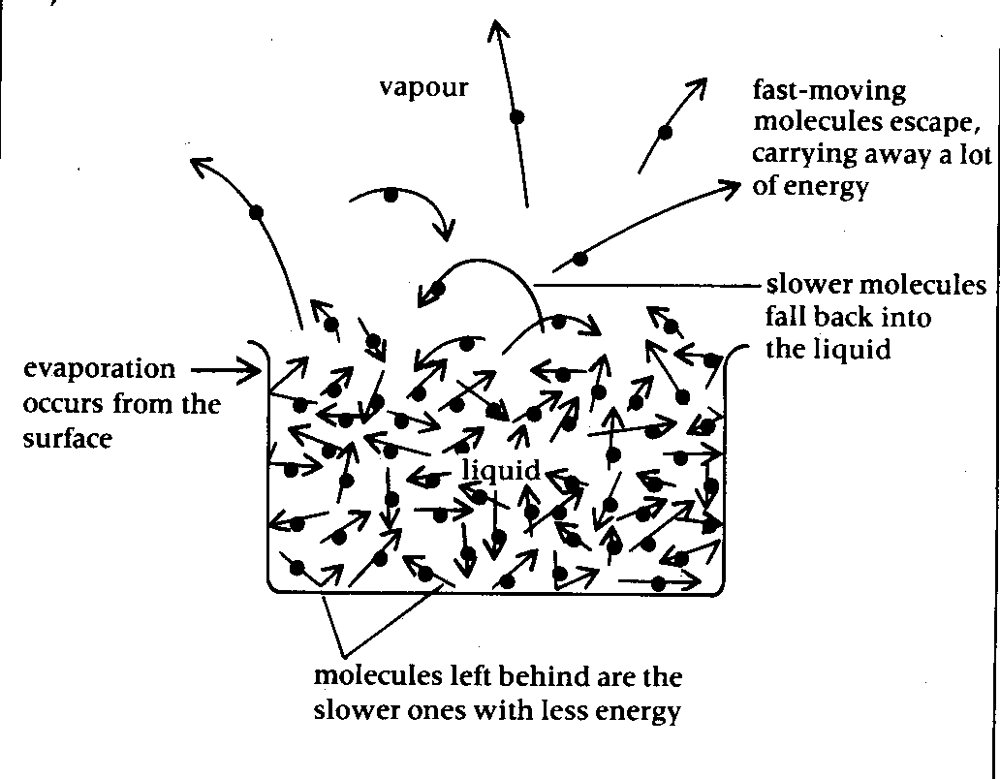 vapour
fast-moving
molecules escape,
carrying away a lot
of energy
slower molecules
fall back into
the liquid
evaporation
occurs from the
surface
liquid
molecules left behind are the
slower ones with less energy